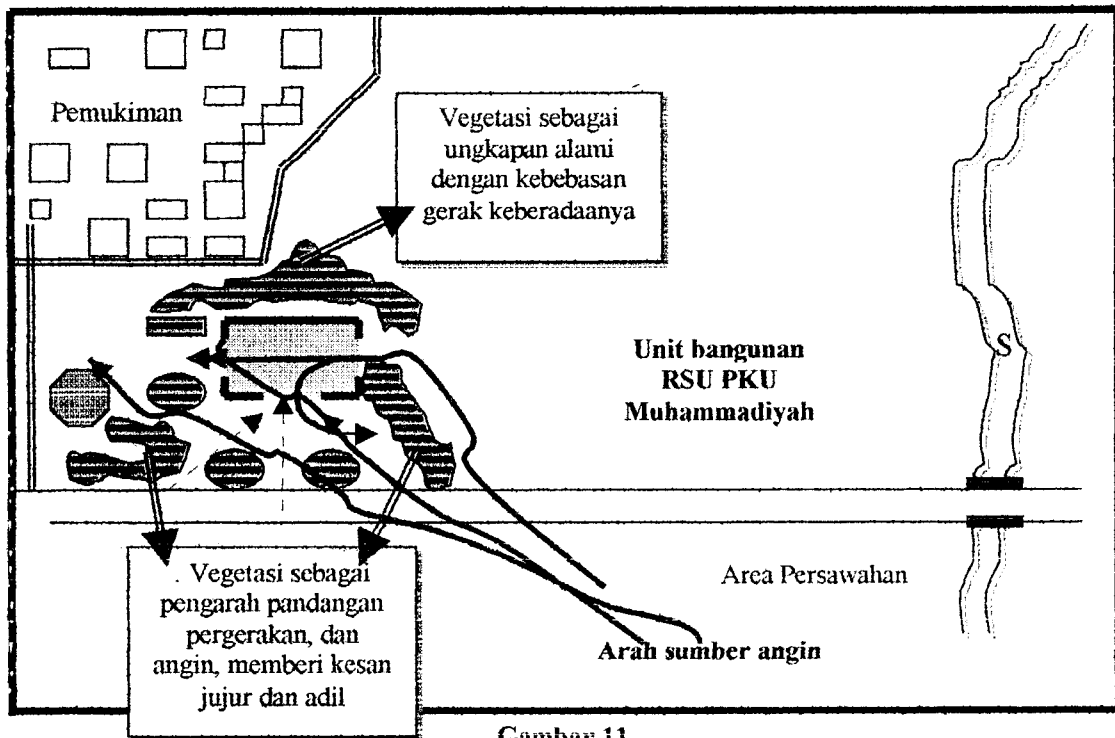 Pemukiman
Vegetasi sebagai
ungkapan alami
dengan kebebasan
gerak keberadaanya
Unit bangunan
RSU PKU
Muhammadiyah
S
. Vegetasi sebagai
pengarah pandangan
pergerakan, dan
angin, memberi kesan
jujur dan adil
Area Persawahan
Arah sumber angin
Gambar 11